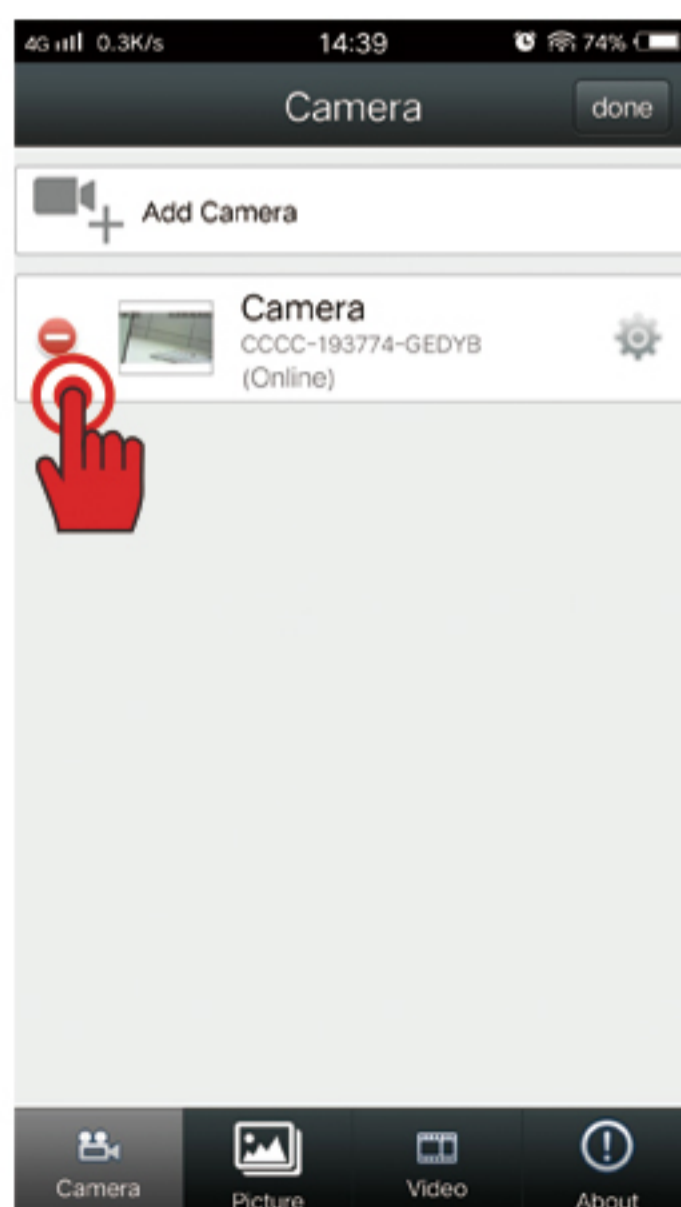 4G 0.3K/s 14:39 74%
Camera done
Add Camera
Camera
CCCC-193774-GEDYB
(Online)
Camera Picture Video About